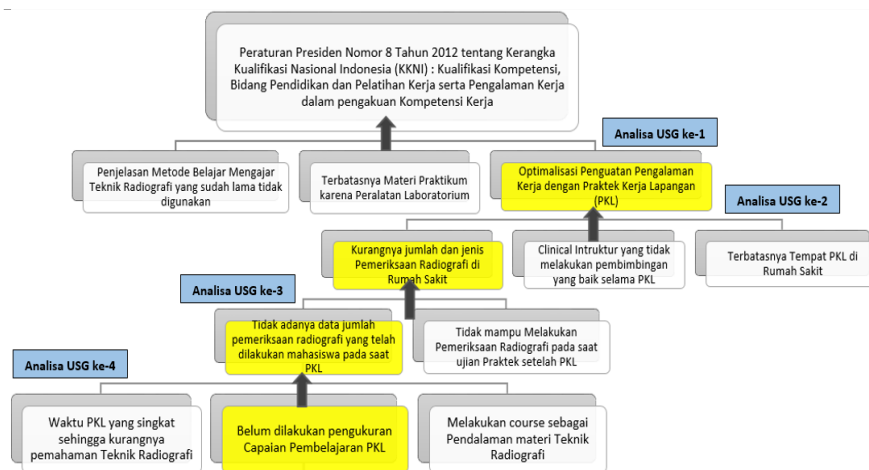 Peraturan Presiden Nomor 8 Tahun 2012 tentang Kerangka
Kualifikasi Nasional Indonesia (KKNI) : Kualifikasi Kompetensi,
Bidang Pendidikan dan Pelatihan Kerja serta Pengalaman Kerja
dalam pengakuan Kompetensi Kerja
Analisa USG ke-1
Penjelasan Metode Belajar Mengajar
Teknik Radiografi yang sudah lama tidak
digunakan
Terbatasnya Materi Praktikum
karena Peralatan Laboratorium
Optimalisasi Penguatan Pengalaman
Kerja dengan Praktek Kerja Lapangan
(PKL)
Analisa USG ke-2
Kurangnya jumlah dan jenis
Pemeriksaan Radiografi di
Rumah Sakit
Clinical Intruktur yang tidak
melakukan pembimbingan
yang baik selama PKL
Terbatasnya Tempat PKL di
Rumah Sakit
Analisa USG ke-3
Tidak adanya data jumlah
pemeriksaan radiografi yang telah
dilakukan mahasiswa pada saat
PKL
Tidak mampu Melakukan
Pemeriksaan Radiografi pada saat
ujian Praktek setelah PKL
Analisa USG ke-4
Waktu PKL yang singkat
sehingga kurangnya
pemahaman Teknik Radiografi
Belum dilakukan pengukuran
Capaian Pembelajaran PKL
Melakukan course sebagai
Pendalaman materi Teknik
Radiografi